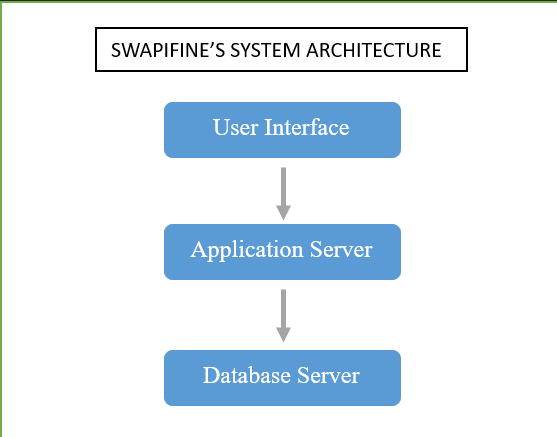 SWAPIFINE’S SYSTEM ARCHITECTURE
User Interface
Application Server
Database Server